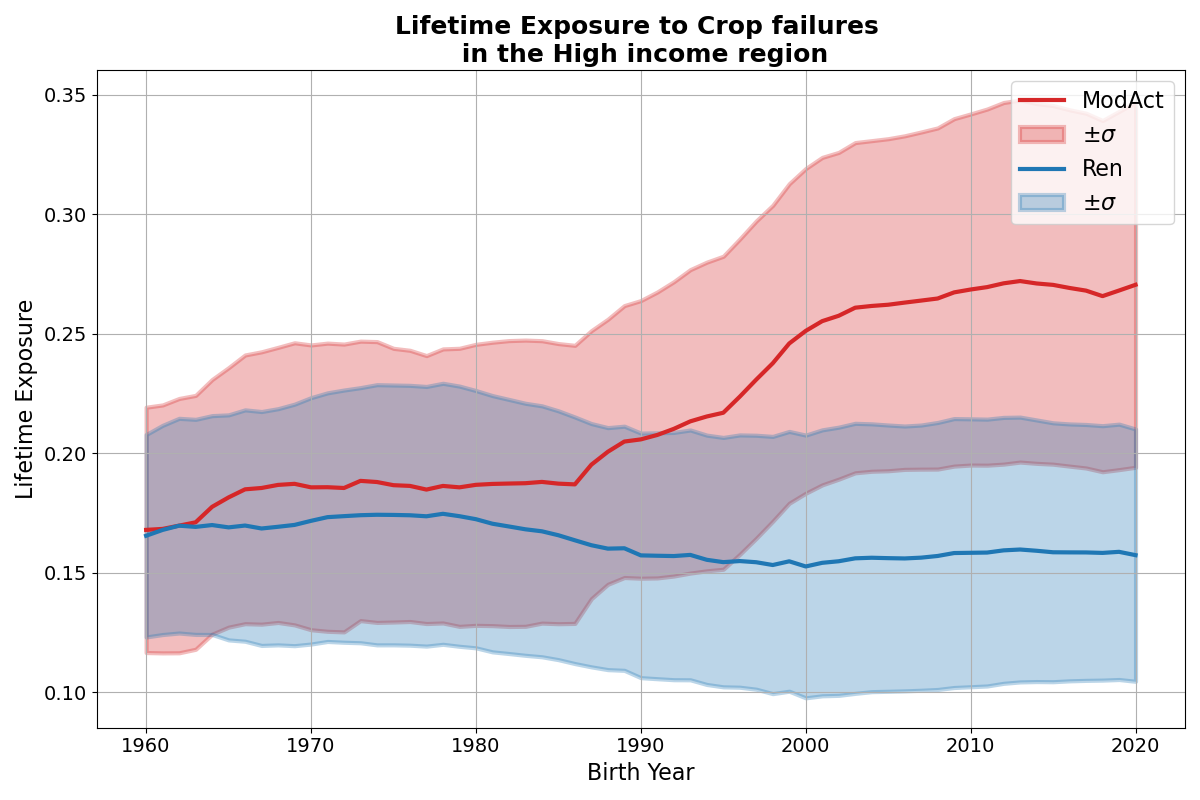 Lifetime Exposure to Crop failures
in the High income region
ModAct
±σ
Ren
±σ
Lifetime Exposure
0.35
0.30
0.25
0.20
0.15
0.10
1960 1970 1980 1990 2000 2010 2020
Birth Year